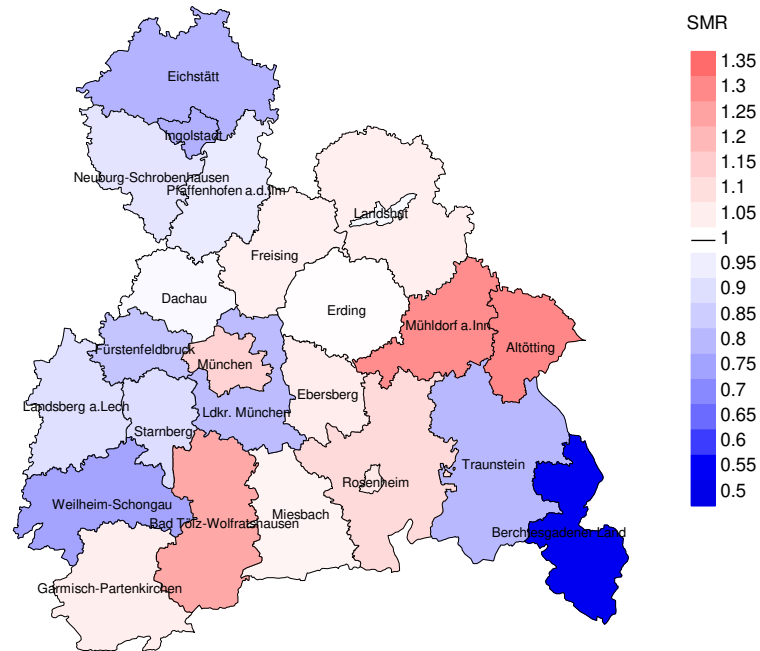 SMR
1.35
1.3
1.25
1.2
1.15
1.1
1.05
1
0.95
0.9
0.85
0.8
0.75
0.7
0.65
0.6
0.55
0.5
Eichstätt
Ingolstadt
Neuburg-Schrobenhausen
Pfaffenhofen a.d.Ilm
Landshut
Freising
Dachau
Erding
Mühldorf a.Inn
Altötting
Fürstenfeldbruck
München
Ebersberg
Landsberg a.Lech
Ldkr. München
Starnberg
Traunstein
Rosenheim
Weilheim-Schongau
Miesbach
Bad Tölz-Wolfratshausen
Berchtesgadener Land
Garmisch-Partenkirchen